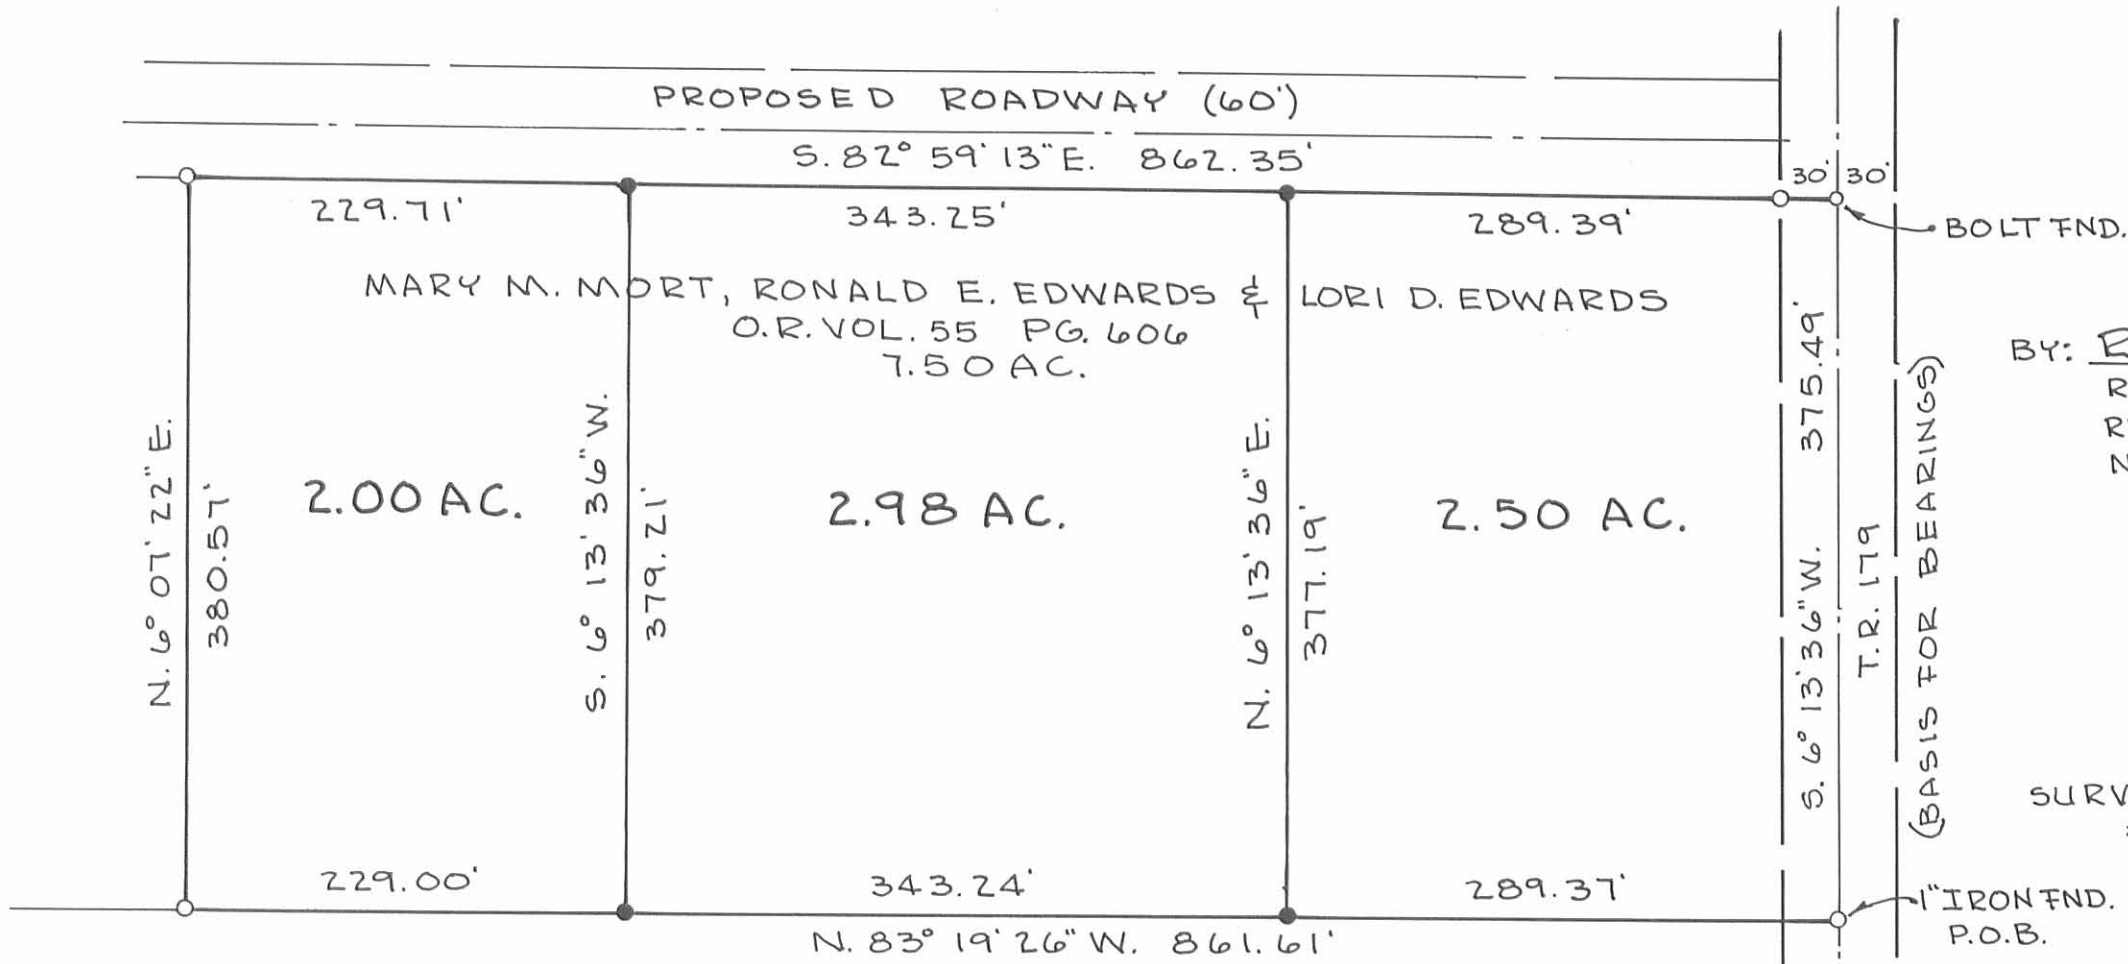 PROPOSED ROADWAY (60')
S. 82° 59' 13" E. 862.35'
30' 30'
229.71'
343.25'
289.39'
BOLT FND.
MARY M. MORT, RONALD E. EDWARDS & LORI D. EDWARDS
O.R. VOL. 55 PG. 606
7.50 AC.
BY:
N. 6° 07' 22" E.
380.57'
2.00 AC.
S. 6° 13' 36" W.
379.21'
2.98 AC.
N. 6° 13' 36" E.
377.19'
2.50 AC.
375.49'
S. 6° 13' 36" W.
T.R. 179
(BASIS FOR BEARINGS)
SURV
229.00'
343.24'
289.37'
1" IRON FND.
P.O.B.
N. 83° 19' 26" W. 861.61'